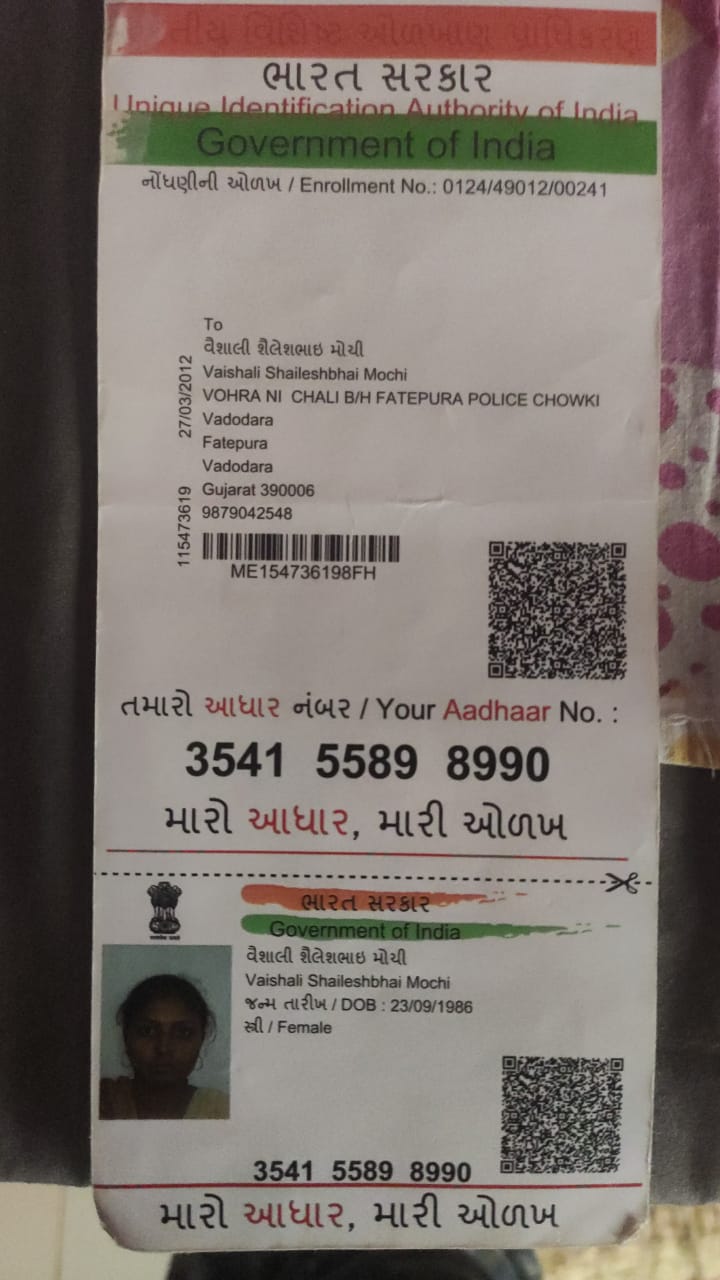 ભારતીય વિશિષ્ટ ઓળખાણ પ્રાધિકરણ
ભારત સરકાર
Unique Identification Authority of India
Government of India
નોંધણીની ઓળખ / Enrollment No.: 0124/49012/00241
To
વૈશાલી શૈલેશભાઇ મોચી
Vaishali Shaileshbhai Mochi
VOHRA NI CHALI B/H FATEPURA POLICE CHOWKI
Vadodara
Fatepura
Vadodara
Gujarat 390006
9879042548
27/03/2012
115473619
ME154736198FH
તમારો આધાર નંબર / Your Aadhaar No. :
3541 5589 8990
મારો આધાર, મારી ઓળખ
ભારત સરકાર
Government of India
વૈશાલી શૈલેશભાઇ મોચી
Vaishali Shaileshbhai Mochi
જન્મ તારીખ / DOB : 23/09/1986
સ્ત્રી / Female
3541 5589 8990
મારો આધાર, મારી ઓળખ